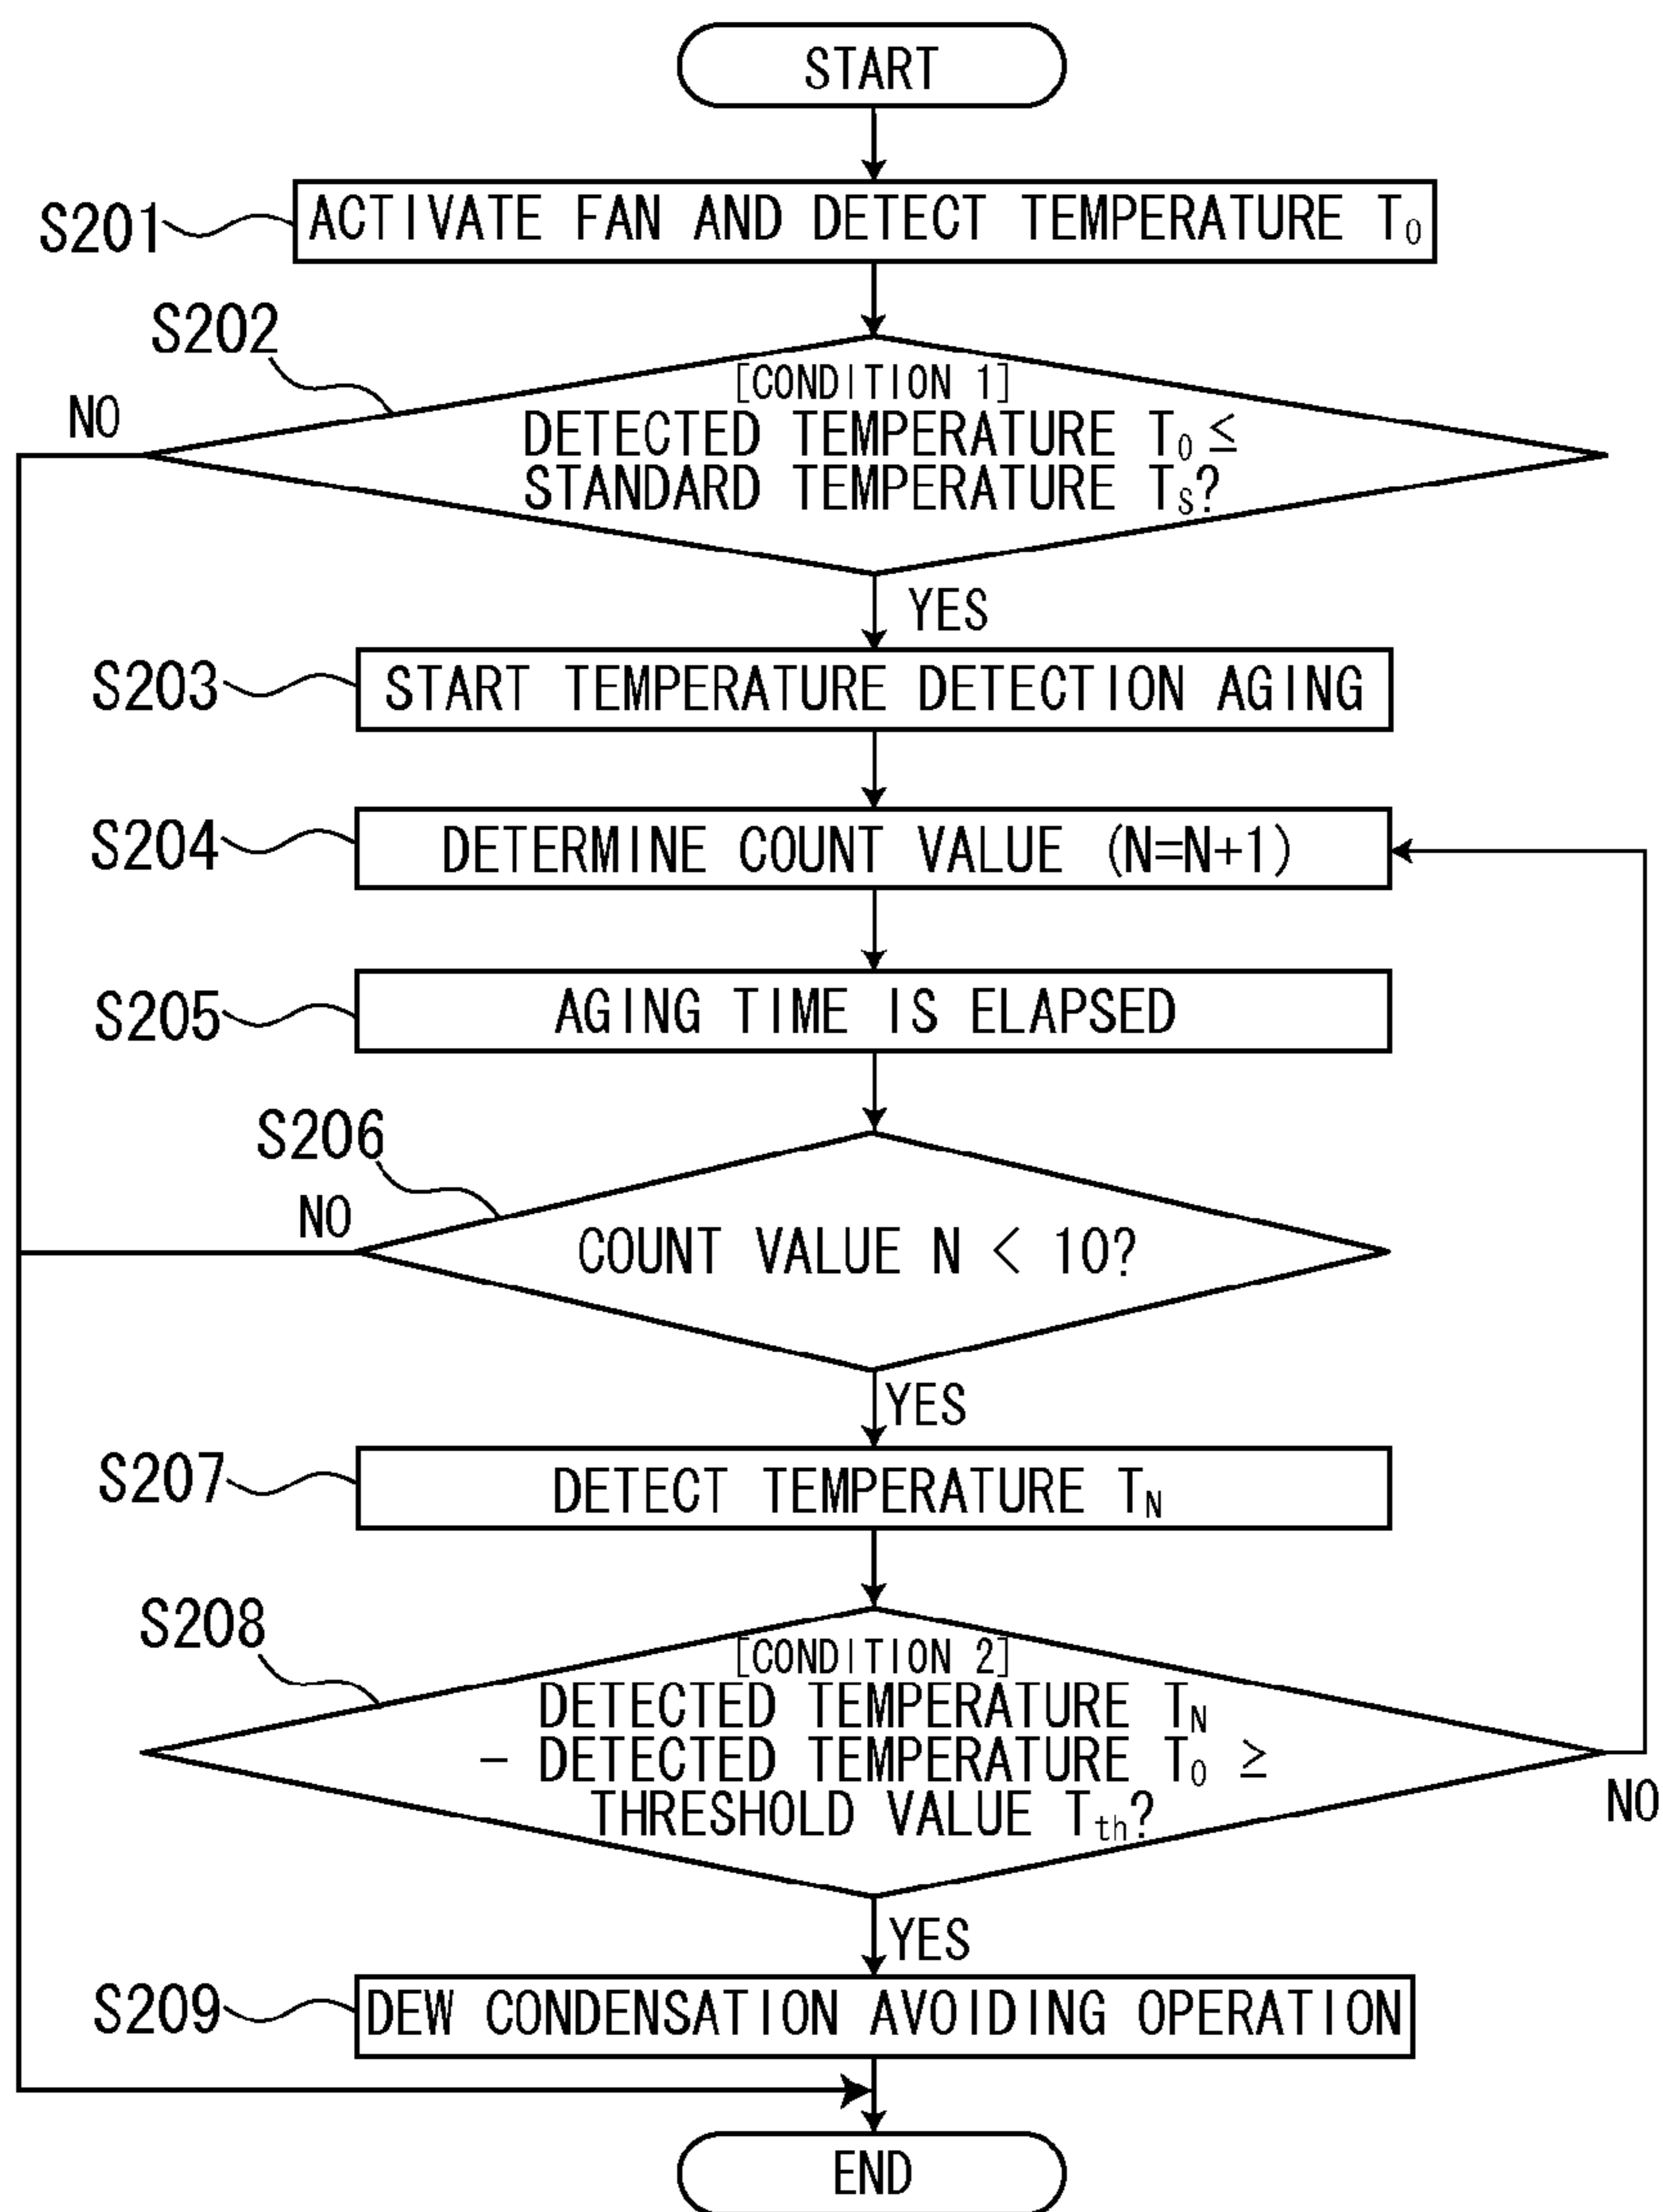 START
S201
ACTIVATE FAN AND DETECT TEMPERATURE T0
S202
NO
[CONDITION 1]
DETECTED TEMPERATURE T0 ≤
STANDARD TEMPERATURE TS?
YES
S203
START TEMPERATURE DETECTION AGING
S204
DETERMINE COUNT VALUE (N=N+1)
S205
AGING TIME IS ELAPSED
S206
NO
COUNT VALUE N < 10?
YES
S207
DETECT TEMPERATURE TN
S208
[CONDITION 2]
DETECTED TEMPERATURE TN
− DETECTED TEMPERATURE T0 ≥
THRESHOLD VALUE Tth?
NO
YES
S209
DEW CONDENSATION AVOIDING OPERATION
END